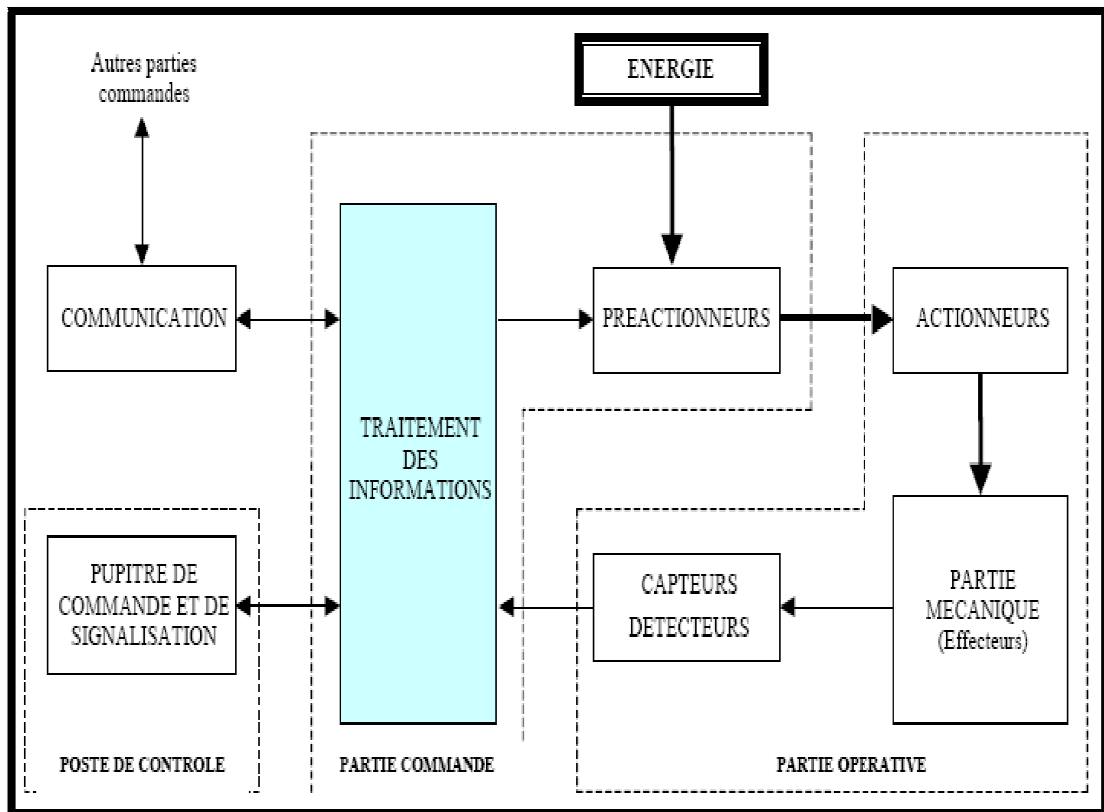 Autres parties
commandes
ENERGIE
COMMUNICATION
PREACTIONNEURS
ACTIONNEURS
TRAITEMENT
DES
INFORMATIONS
PUPITRE DE
COMMANDE ET DE
SIGNALISATION
CAPTEURS
DETECTEURS
PARTIE
MECANIQUE
(Effecteurs)
POSTE DE CONTROLE
PARTIE COMMANDE
PARTIE OPERATIVE